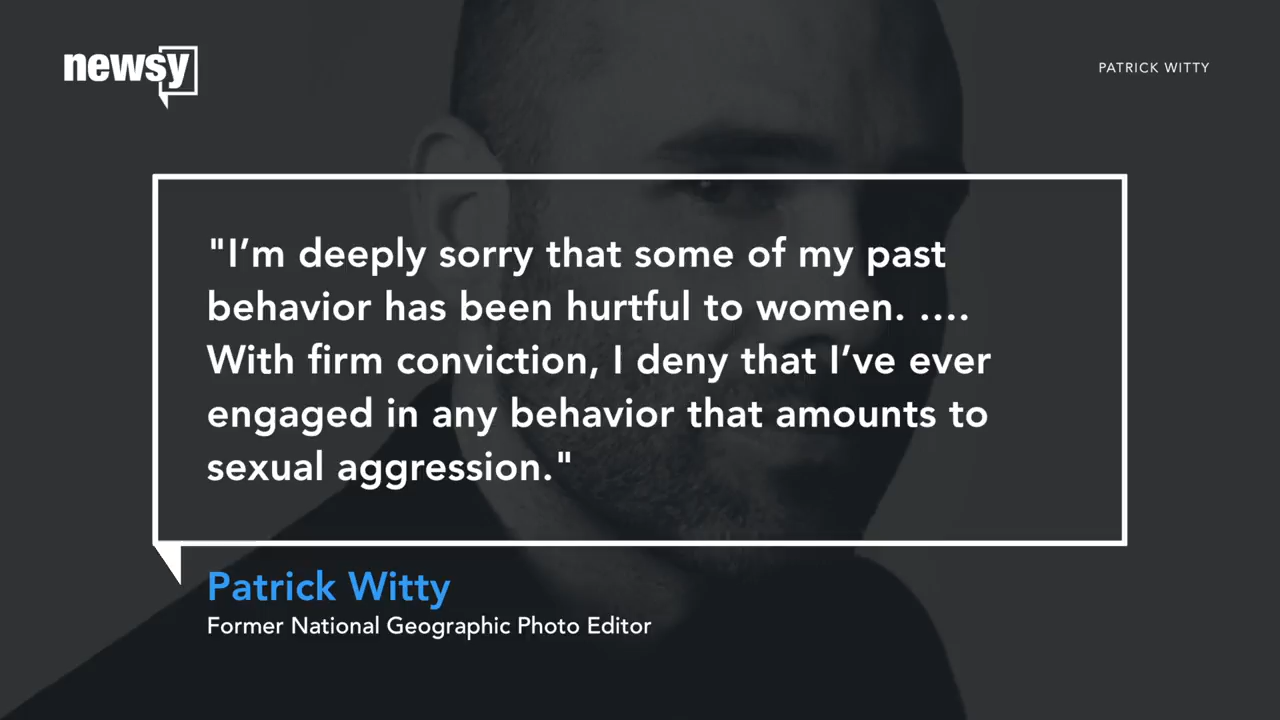 newsy
PATRICK WITTY
"I’m deeply sorry that some of my past
behavior has been hurtful to women. ....
With firm conviction, I deny that I’ve ever
engaged in any behavior that amounts to
sexual aggression."
Patrick Witty
Former National Geographic Photo Editor